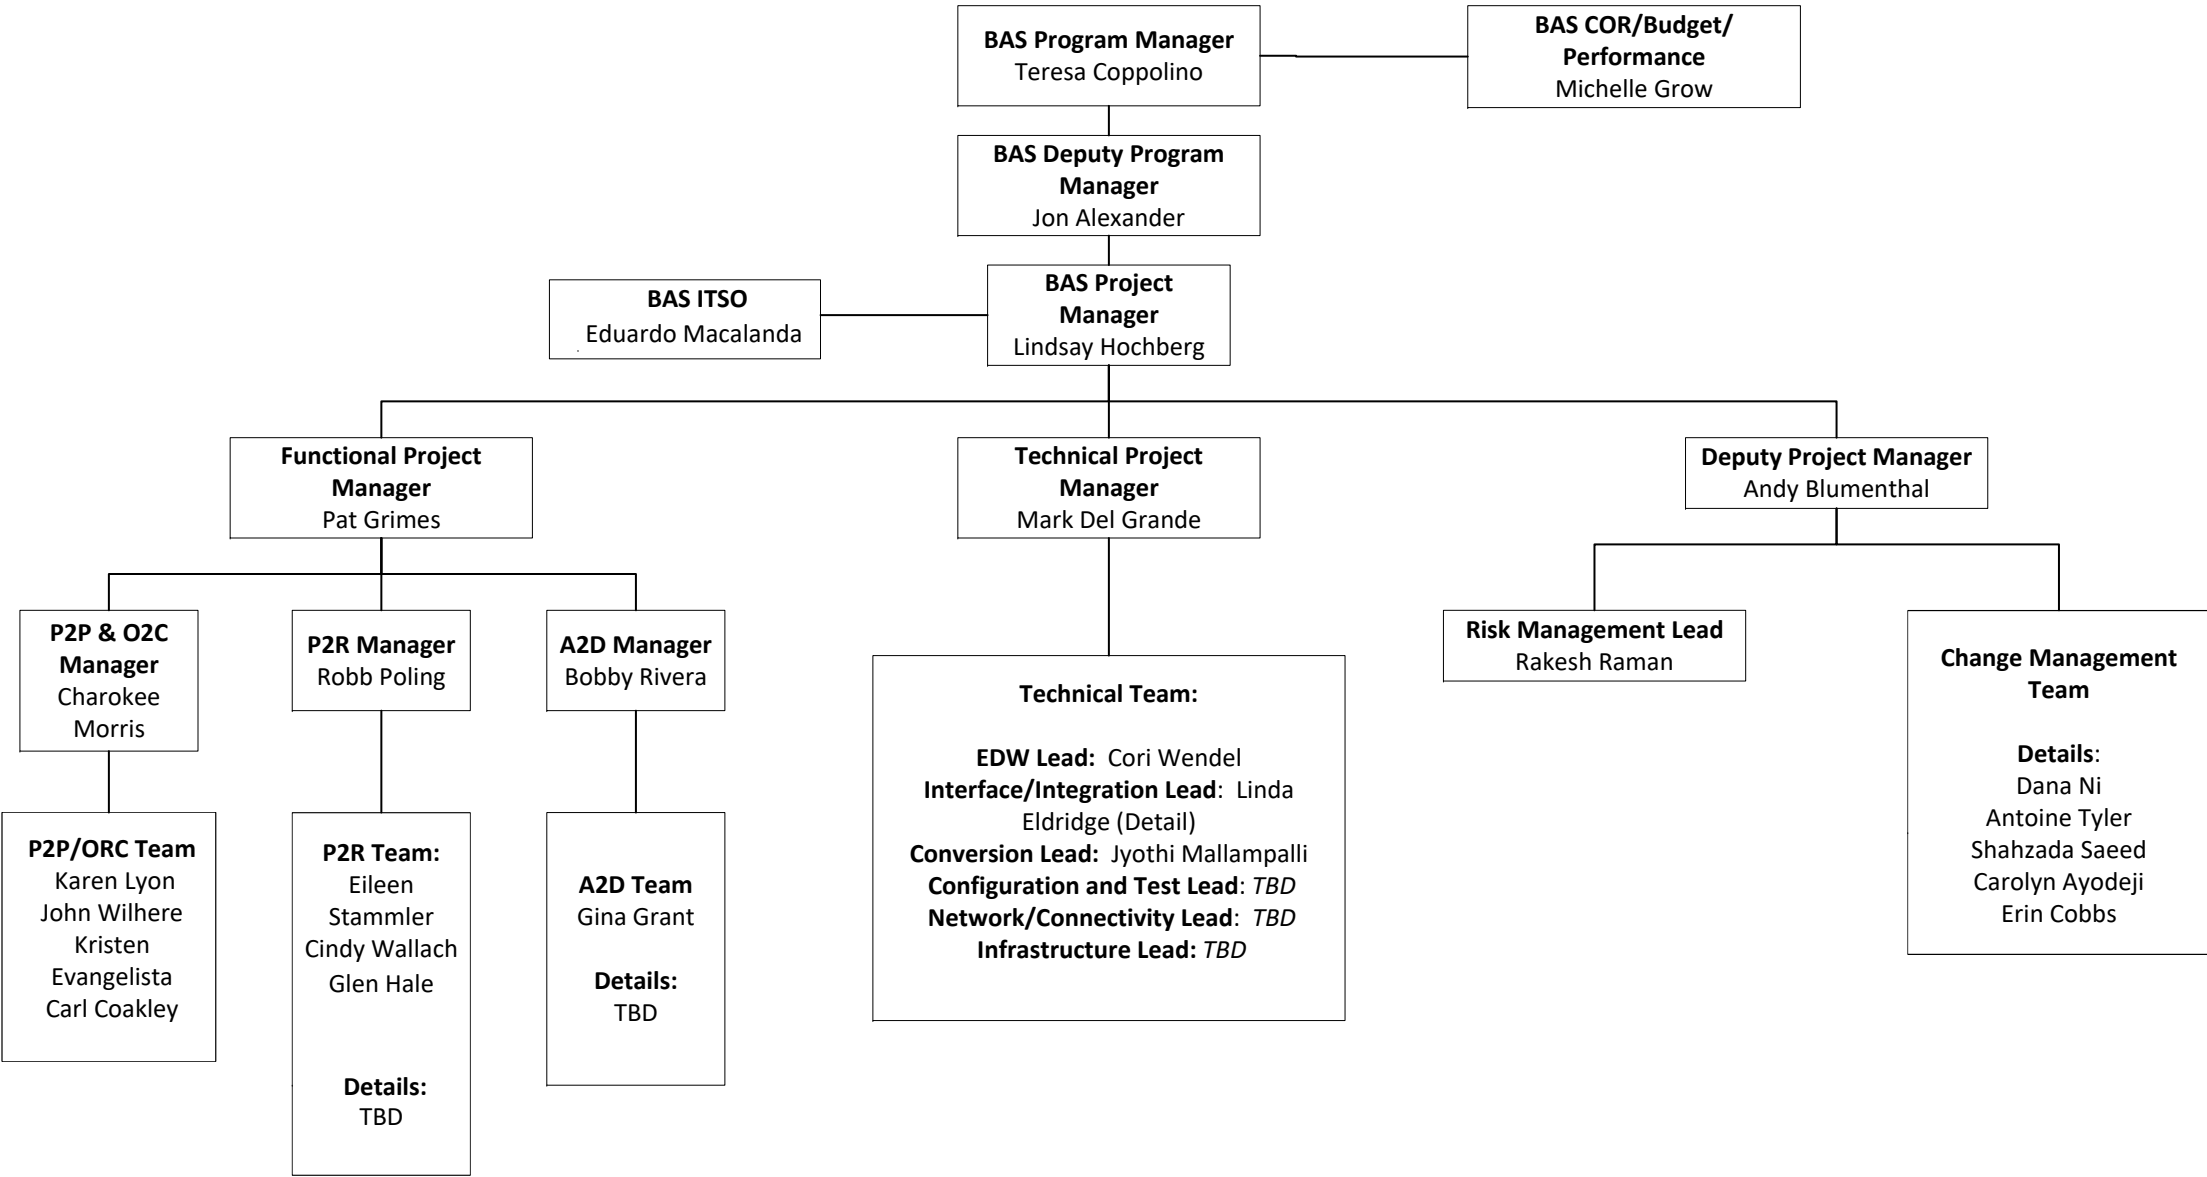 BAS Program Manager
Teresa Coppolino
BAS COR/Budget/
Performance
Michelle Grow
BAS Deputy Program
Manager
Jon Alexander
BAS ITSO
Eduardo Macalanda
BAS Project
Manager
Lindsay Hochberg
Functional Project
Manager
Pat Grimes
Technical Project
Manager
Mark Del Grande
Deputy Project Manager
Andy Blumenthal
P2P & O2C
Manager
Charokee
Morris
P2R Manager
Robb Poling
A2D Manager
Bobby Rivera
Risk Management Lead
Rakesh Raman
P2P/ORC Team
Karen Lyon
John Wilhere
Kristen
Evangelista
Carl Coakley
P2R Team:
Eileen
Stammler
Cindy Wallach
Glen Hale
Details:
TBD
A2D Team
Gina Grant
Details:
TBD
Technical Team:
EDW Lead: Cori Wendel
Interface/Integration Lead: Linda
Eldridge (Detail)
Conversion Lead: Jyothi Mallampalli
Configuration and Test Lead: TBD
Network/Connectivity Lead: TBD
Infrastructure Lead: TBD
Change Management
Team
Details:
Dana Ni
Antoine Tyler
Shahzada Saeed
Carolyn Ayodeji
Erin Cobbs